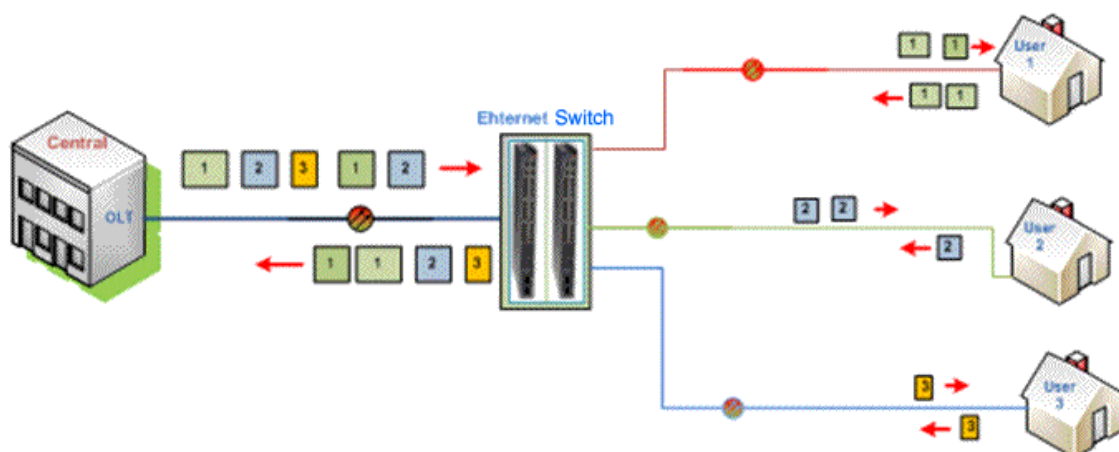 1 1
User
1
1 1
Ehternet Switch
Central
1 2 3 1 2
OLT
1 1 2 3
2 2
User
2
2
3
User
3
3